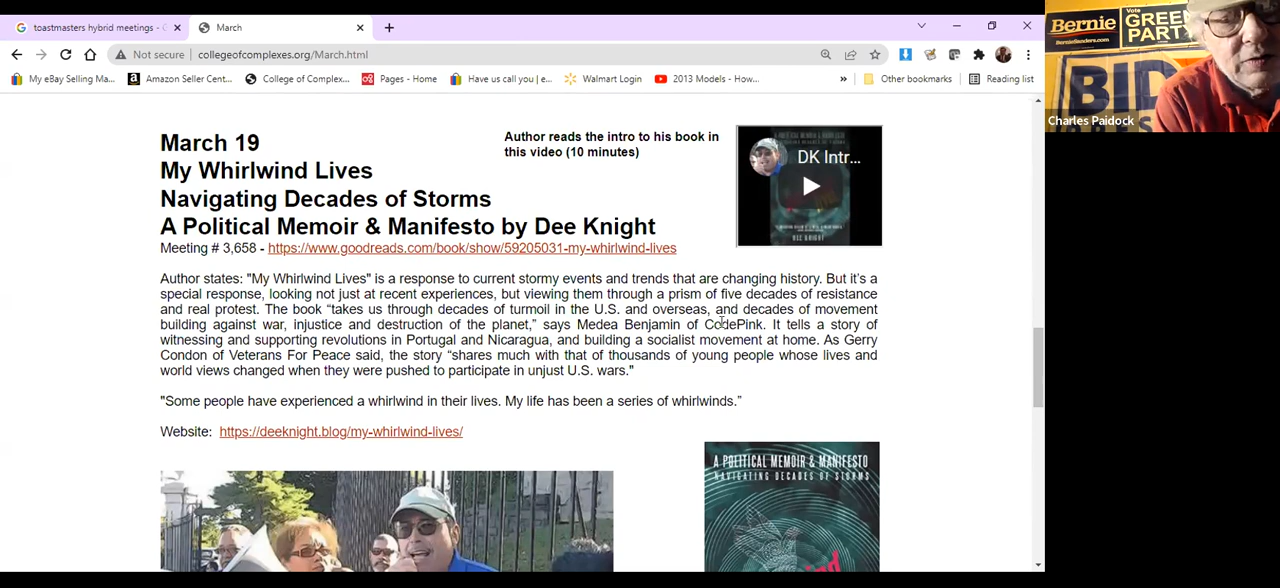 toastmasters hybrid meetings - G
March
Not secure
collegeofcomplexes.org/March.html
My eBay Selling Ma...
Amazon Seller Cent...
College of Complex...
Pages - Home
Have us call you | e...
Walmart Login
2013 Models - How...
»
Other bookmarks
Reading list
March 19
My Whirlwind Lives
Navigating Decades of Storms
A Political Memoir & Manifesto by Dee Knight
Author reads the intro to his book in
this video (10 minutes)
DK Intr...
DEE KNIGHT
Meeting # 3,658 - https://www.goodreads.com/book/show/59205031-my-whirlwind-lives
Author states: "My Whirlwind Lives" is a response to current stormy events and trends that are changing history. But it's a
special response, looking not just at recent experiences, but viewing them through a prism of five decades of resistance
and real protest. The book “takes us through decades of turmoil in the U.S. and overseas, and decades of movement
building against war, injustice and destruction of the planet,” says Medea Benjamin of CodePink. It tells a story of
witnessing and supporting revolutions in Portugal and Nicaragua, and building a socialist movement at home. As Gerry
Condon of Veterans For Peace said, the story “shares much with that of thousands of young people whose lives and
world views changed when they were pushed to participate in unjust U.S. wars."
"Some people have experienced a whirlwind in their lives. My life has been a series of whirlwinds.”
Website: https://deeknight.blog/my-whirlwind-lives/
A POLITICAL MEMOIR & MANIFESTO
NAVIGATING DECADES OF STORMS
Bernie
BernieSanders.com
Vote
GREEN
PARTY
BID
PRES
Charles Paidock